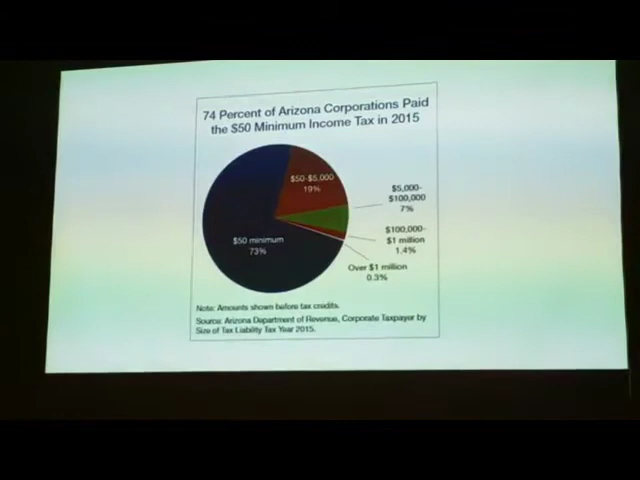 74 Percent of Arizona Corporations Paid
the $50 Minimum Income Tax in 2015
$50-$5,000
19%
$5,000-
$100,000
7%
$100,000-
$1 million
1.4%
$50 minimum
73%
Over $1 million
0.3%
Note: Amounts shown before tax credits.
Source: Arizona Department of Revenue, Corporate Taxpayer by
Size of Tax Liability Tax Year 2015.